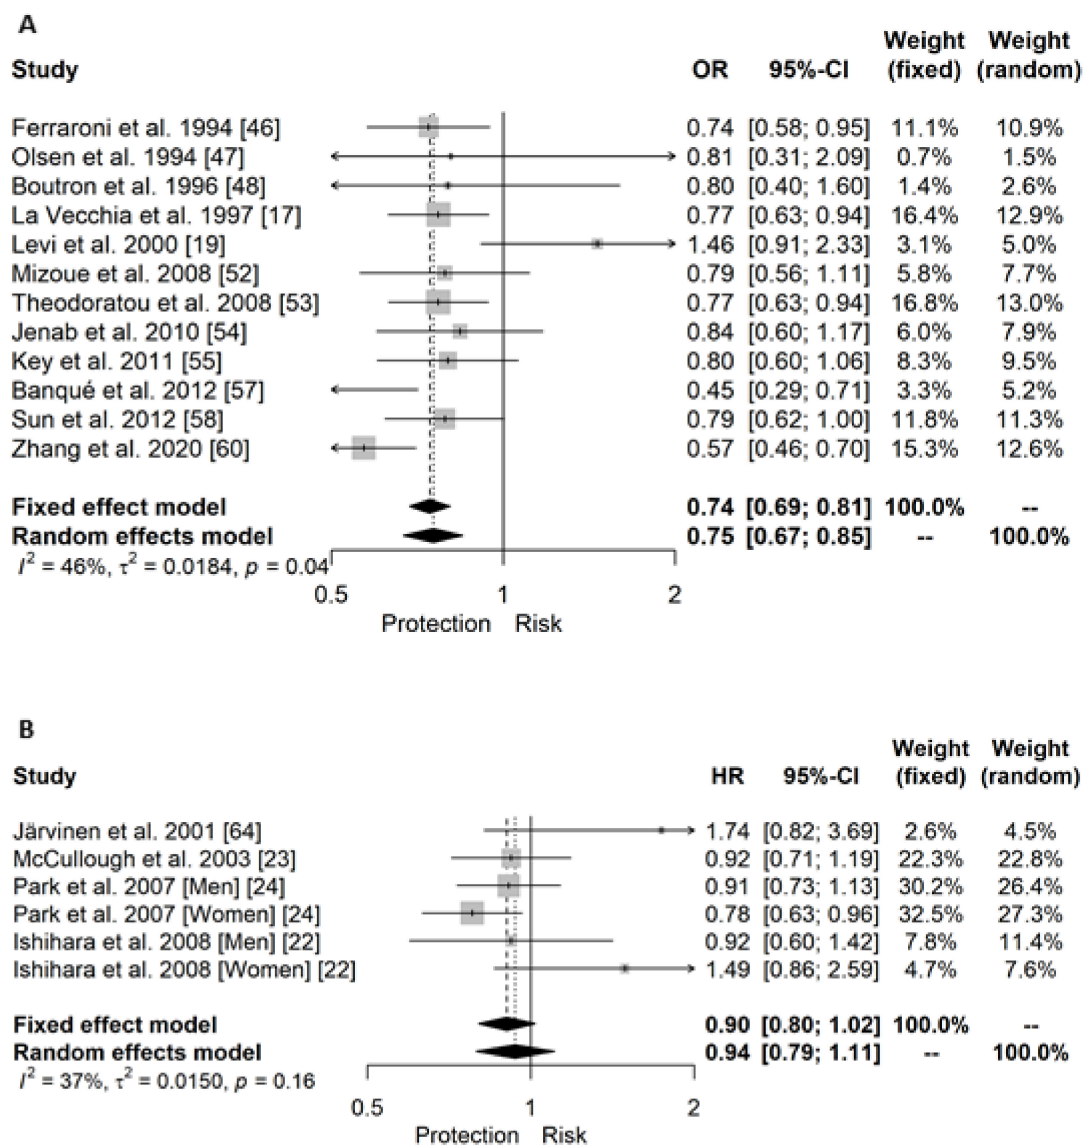 A
Weight Weight
Study OR 95%-CI (fixed) (random)
Ferraroni et al. 1994 [46] 0.74 [0.58; 0.95] 11.1% 10.9%
Olsen et al. 1994 [47] 0.81 [0.31; 2.09] 0.7% 1.5%
Boutron et al. 1996 [48] 0.80 [0.40; 1.60] 1.4% 2.6%
La Vecchia et al. 1997 [17] 0.77 [0.63; 0.94] 16.4% 12.9%
Levi et al. 2000 [19] 1.46 [0.91; 2.33] 3.1% 5.0%
Mizoue et al. 2008 [52] 0.79 [0.56; 1.11] 5.8% 7.7%
Theodoratou et al. 2008 [53] 0.77 [0.63; 0.94] 16.8% 13.0%
Jenab et al. 2010 [54] 0.84 [0.60; 1.17] 6.0% 7.9%
Key et al. 2011 [55] 0.80 [0.60; 1.06] 8.3% 9.5%
Banqué et al. 2012 [57] 0.45 [0.29; 0.71] 3.3% 5.2%
Sun et al. 2012 [58] 0.79 [0.62; 1.00] 11.8% 11.3%
Zhang et al. 2020 [60] 0.57 [0.46; 0.70] 15.3% 12.6%
Fixed effect model 0.74 [0.69; 0.81] 100.0% --
Random effects model 0.75 [0.67; 0.85] -- 100.0%
I² = 46%, τ² = 0.0184, p = 0.04
0.5 1 2
Protection Risk
B
Weight Weight
Study HR 95%-CI (fixed) (random)
Järvinen et al. 2001 [64] 1.74 [0.82; 3.69] 2.6% 4.5%
McCullough et al. 2003 [23] 0.92 [0.71; 1.19] 22.3% 22.8%
Park et al. 2007 [Men] [24] 0.91 [0.73; 1.13] 30.2% 26.4%
Park et al. 2007 [Women] [24] 0.78 [0.63; 0.96] 32.5% 27.3%
Ishihara et al. 2008 [Men] [22] 0.92 [0.60; 1.42] 7.8% 11.4%
Ishihara et al. 2008 [Women] [22] 1.49 [0.86; 2.59] 4.7% 7.6%
Fixed effect model 0.90 [0.80; 1.02] 100.0% --
Random effects model 0.94 [0.79; 1.11] -- 100.0%
I² = 37%, τ² = 0.0150, p = 0.16
0.5 1 2
Protection Risk